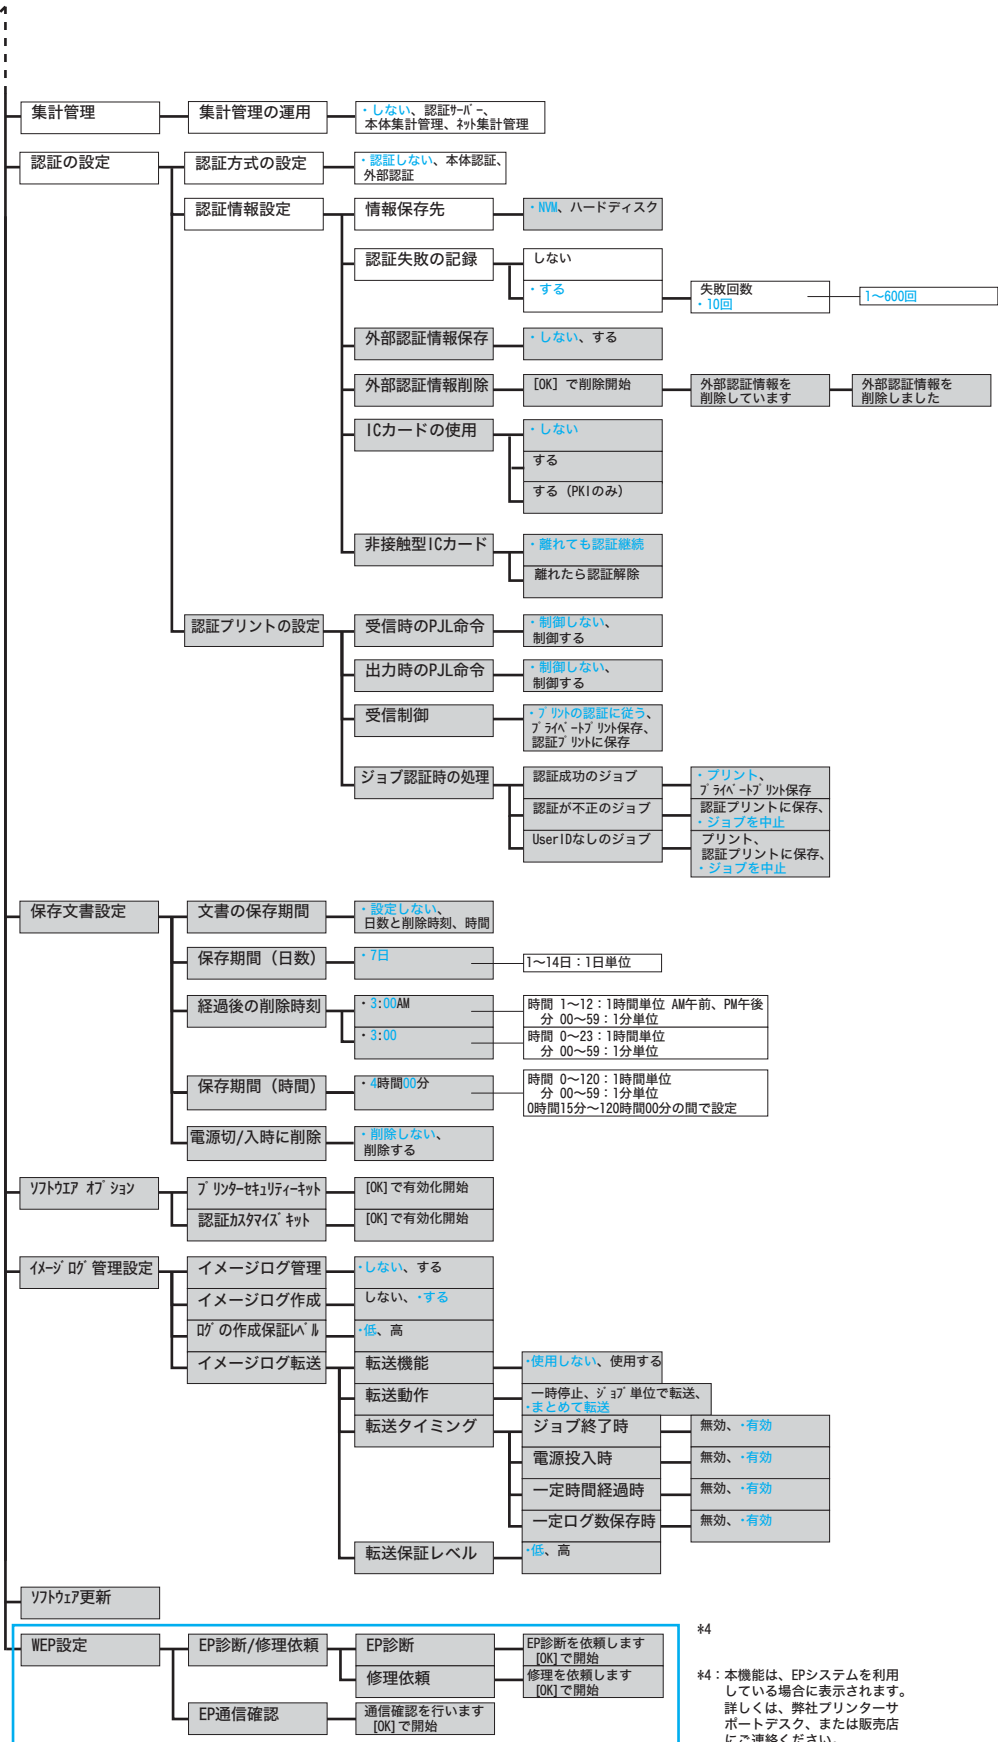 集計管理
集計管理の運用
・しない、認証ｻｰﾊﾞｰ、
本体集計管理、ﾈｯﾄ集計管理
認証の設定
認証方式の設定
・認証しない、本体認証、
外部認証
認証情報設定
情報保存先
・NVM、ハードディスク
認証失敗の記録
しない
・する
失敗回数
・10回
1～600回
外部認証情報保存
・しない、する
外部認証情報削除
[OK] で削除開始
外部認証情報を
削除しています
外部認証情報を
削除しました
ICカードの使用
・しない
する
する（PKIのみ）
非接触型ICカード
・離れても認証継続
離れたら認証解除
認証プリントの設定
受信時のPJL命令
・制御しない、
制御する
出力時のPJL命令
・制御しない、
制御する
受信制御
・ﾌﾟﾘﾝﾄの認証に従う、
ﾌﾟﾗｲﾍﾞｰﾄﾌﾟﾘﾝﾄ保存、
認証ﾌﾟﾘﾝﾄに保存
ジョブ認証時の処理
認証成功のジョブ
・プリント、
ﾌﾟﾗｲﾍﾞｰﾄﾌﾟﾘﾝﾄ保存
認証が不正のジョブ
認証プリントに保存、
・ジョブを中止
UserIDなしのジョブ
プリント、
認証プリントに保存、
・ジョブを中止
保存文書設定
文書の保存期間
・設定しない、
日数と削除時刻、時間
保存期間（日数）
・7日
1～14日：1日単位
経過後の削除時刻
・3:00AM
時間 1～12：1時間単位 AM午前、PM午後
分 00～59：1分単位
・3:00
時間 0～23：1時間単位
分 00～59：1分単位
保存期間（時間）
・4時間00分
時間 0～120：1時間単位
分 00～59：1分単位
0時間15分～120時間00分の間で設定
電源切/入時に削除
・削除しない、
削除する
ｿﾌﾄｳｴｱ ｵﾌﾟｼｮﾝ
ﾌﾟﾘﾝﾀｰｾｷｭﾘﾃｨｰｷｯﾄ
[OK]で有効化開始
認証ｶｽﾀﾏｲｽﾞｷｯﾄ
[OK]で有効化開始
ｲﾒｰｼﾞﾛｸﾞ管理設定
イメージログ管理
・しない、する
イメージログ作成
しない、・する
ﾛｸﾞの作成保証ﾚﾍﾞﾙ
・低、高
イメージログ転送
転送機能
・使用しない、使用する
転送動作
一時停止、ｼﾞｮﾌﾞ単位で転送、
・まとめて転送
転送タイミング
ジョブ終了時
無効、・有効
電源投入時
無効、・有効
一定時間経過時
無効、・有効
一定ログ数保存時
無効、・有効
転送保証レベル
・低、高
ｿﾌﾄｳｪｱ更新
WEP設定
EP診断/修理依頼
EP診断
EP診断を依頼します
[OK]で開始
修理依頼
修理を依頼します
[OK]で開始
EP通信確認
通信確認を行います
[OK]で開始
*4
*4：本機能は、EPシステムを利用
している場合に表示されます。
詳しくは、弊社プリンターサ
ポートデスク、または販売店
にご連絡ください。